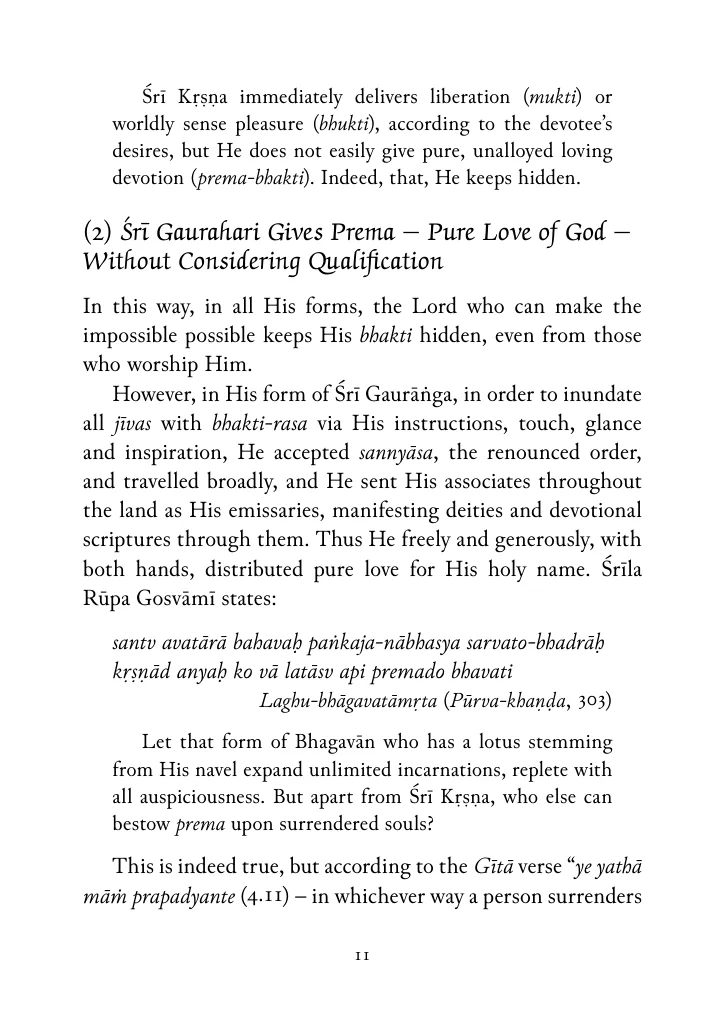 Śrī Kṛṣṇa immediately delivers liberation (mukti) or
worldly sense pleasure (bhukti), according to the devotee’s
desires, but He does not easily give pure, unalloyed loving
devotion (prema-bhakti). Indeed, that, He keeps hidden.
(2) Śrī Gaurahari Gives Prema – Pure Love of God –
Without Considering Qualification
In this way, in all His forms, the Lord who can make the
impossible possible keeps His bhakti hidden, even from those
who worship Him.
However, in His form of Śrī Gaurāṅga, in order to inundate
all jīvas with bhakti-rasa via His instructions, touch, glance
and inspiration, He accepted sannyāsa, the renounced order,
and travelled broadly, and He sent His associates throughout
the land as His emissaries, manifesting deities and devotional
scriptures through them. Thus He freely and generously, with
both hands, distributed pure love for His holy name. Śrīla
Rūpa Gosvāmī states:
santv avatārā bahavaḥ paṅkaja-nābhasya sarvato-bhadrāḥ
kṛṣṇād anyaḥ ko vā latāsv api premado bhavati
Laghu-bhāgavatāmṛta (Pūrva-khaṇḍa, 303)
Let that form of Bhagavān who has a lotus stemming
from His navel expand unlimited incarnations, replete with
all auspiciousness. But apart from Śrī Kṛṣṇa, who else can
bestow prema upon surrendered souls?
This is indeed true, but according to the Gītā verse “ye yathā
māṁ prapadyante (4.11) – in whichever way a person surrenders
11